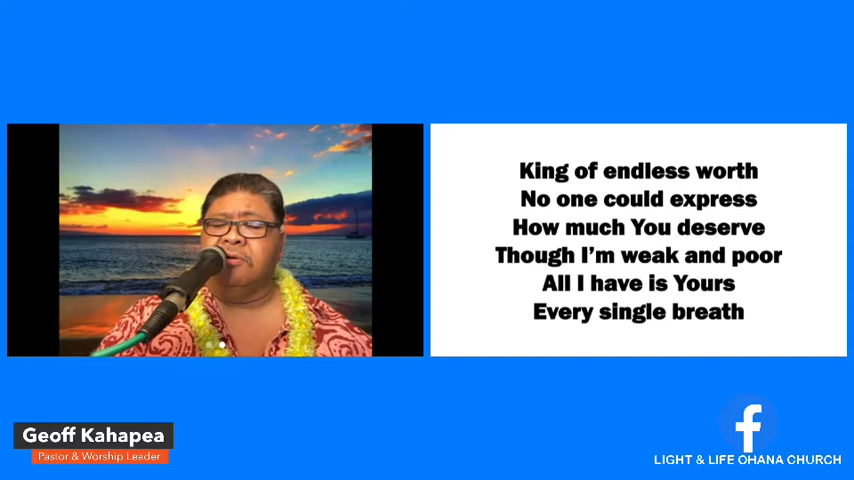 King of endless worth
No one could express
How much You deserve
Though I'm weak and poor
All I have is Yours
Every single breath
Geoff Kahapea
Pastor & Worship Leader
f
LIGHT & LIFE OHANA CHURCH